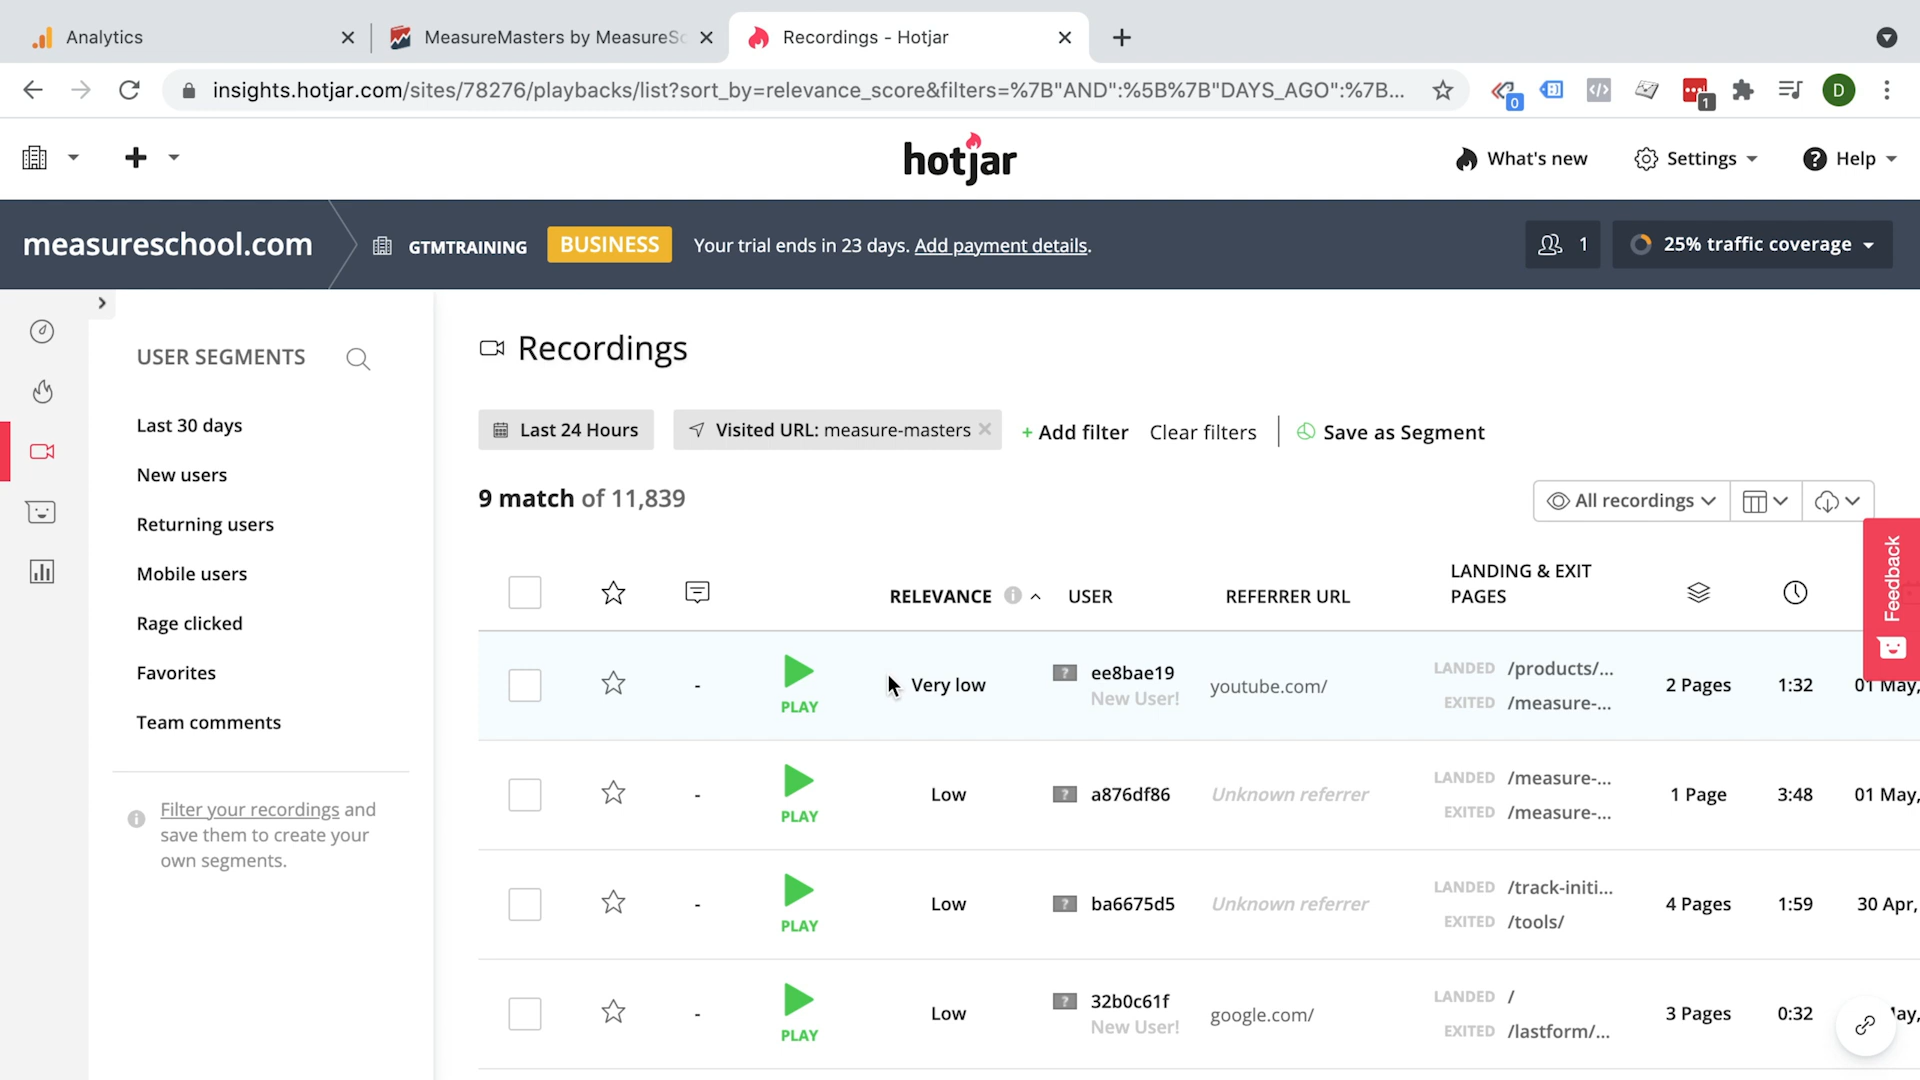 Analytics
MeasureMasters by MeasureSc
Recordings - Hotjar
insights.hotjar.com/sites/78276/playbacks/list?sort_by=relevance_score&filters=%7B"AND":%5B%7B"DAYS_AGO":%7B...
0
1
D
hotjar
What's new
Settings
Help
measureschool.com
GTMTRAINING
BUSINESS
Your trial ends in 23 days. Add payment details.
1
25% traffic coverage
USER SEGMENTS
Last 30 days
New users
Returning users
Mobile users
Rage clicked
Favorites
Team comments
Filter your recordings and
save them to create your
own segments.
Recordings
Last 24 Hours
Visited URL: measure-masters
+ Add filter
Clear filters
Save as Segment
9 match of 11,839
All recordings
Feedback
RELEVANCE
USER
REFERRER URL
LANDING & EXIT
PAGES
-
PLAY
Very low
ee8bae19
New User!
youtube.com/
LANDED /products/...
EXITED /measure-...
2 Pages
1:32
01 May,
-
PLAY
Low
a876df86
Unknown referrer
LANDED /measure-...
EXITED /measure-...
1 Page
3:48
01 May,
-
PLAY
Low
ba6675d5
Unknown referrer
LANDED /track-initi...
EXITED /tools/
4 Pages
1:59
30 Apr,
-
PLAY
Low
32b0c61f
New User!
google.com/
LANDED /
EXITED /lastform/...
3 Pages
0:32